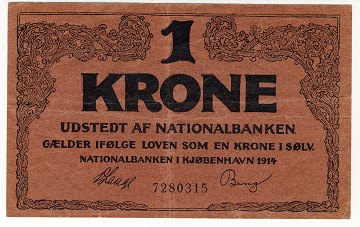 1
KRONE
UDSTEDT AF NATIONALBANKEN.
GÆLDER IFØLGE LOVEN SOM EN KRONE I SØLV.
NATIONALBANKEN I KJØBENHAVN 1914
7280315